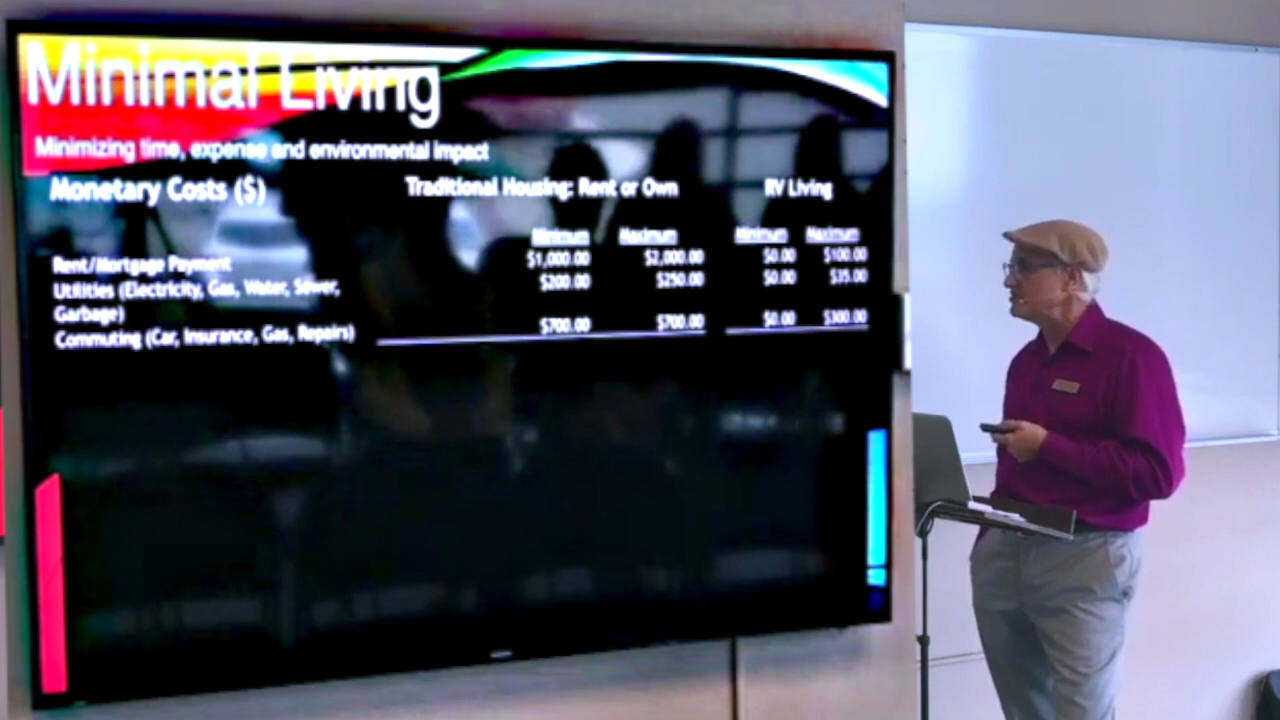 Minimal Living
Minimizing time, expense and environmental impact
Monetary Costs ($) Traditional Housing: Rent or Own RV Living
Minimum Maximum Minimum Maximum
Rent/Mortgage Payment $1,000.00 $2,000.00 $0.00 $100.00
Utilities (Electricity, Gas, Water, Sewer, $200.00 $250.00 $0.00 $35.00
Garbage)
Commuting (Car, Insurance, Gas, Repairs) $700.00 $700.00 $0.00 $300.00